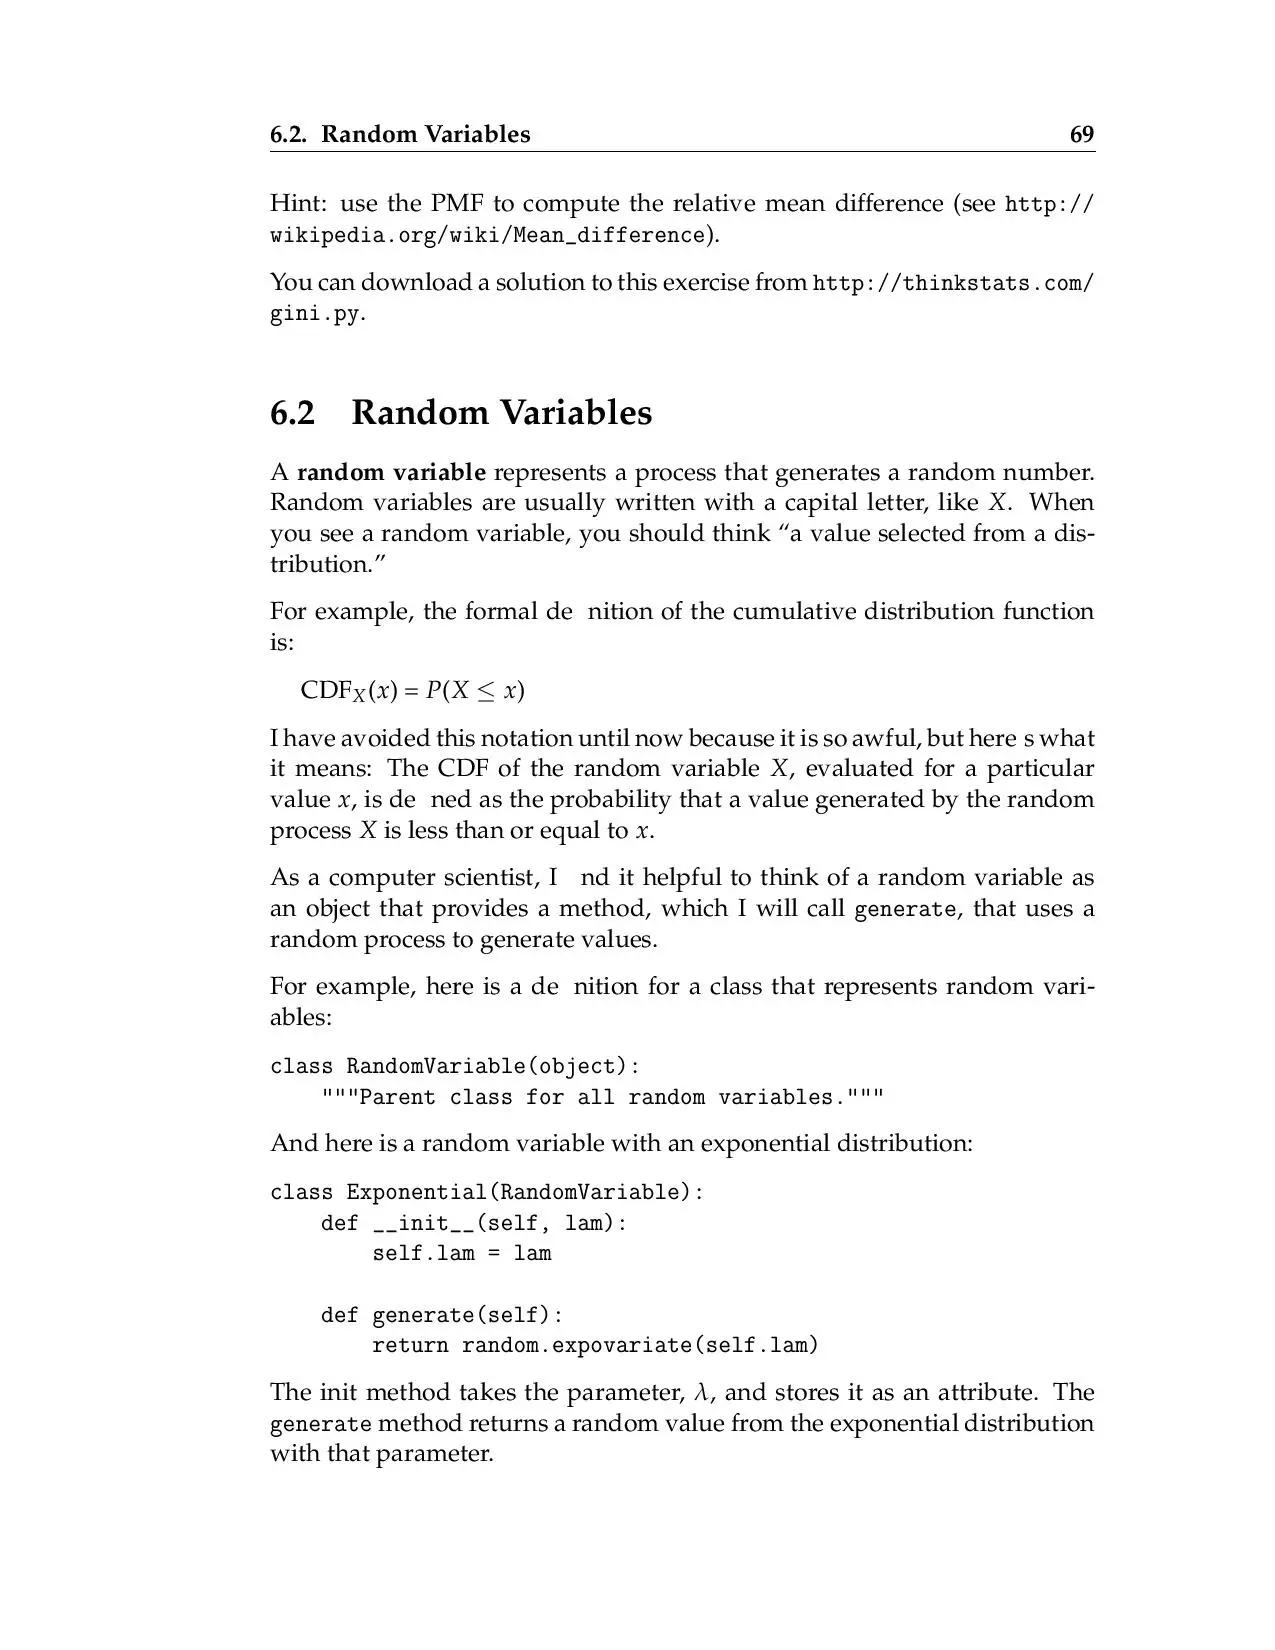 6.2. Random Variables 69
Hint: use the PMF to compute the relative mean difference (see http://
wikipedia.org/wiki/Mean_difference).
You can download a solution to this exercise from http://thinkstats.com/
gini.py.
6.2 Random Variables
A random variable represents a process that generates a random number.
Random variables are usually written with a capital letter, like X. When
you see a random variable, you should think “a value selected from a dis-
tribution.”
For example, the formal de nition of the cumulative distribution function
is:
CDF_X(x) = P(X ≤ x)
I have avoided this notation until now because it is so awful, but here s what
it means: The CDF of the random variable X, evaluated for a particular
value x, is de ned as the probability that a value generated by the random
process X is less than or equal to x.
As a computer scientist, I nd it helpful to think of a random variable as
an object that provides a method, which I will call generate, that uses a
random process to generate values.
For example, here is a de nition for a class that represents random vari-
ables:
class RandomVariable(object):
    """Parent class for all random variables."""
And here is a random variable with an exponential distribution:
class Exponential(RandomVariable):
    def __init__(self, lam):
        self.lam = lam
    def generate(self):
        return random.expovariate(self.lam)
The init method takes the parameter, λ, and stores it as an attribute. The
generate method returns a random value from the exponential distribution
with that parameter.